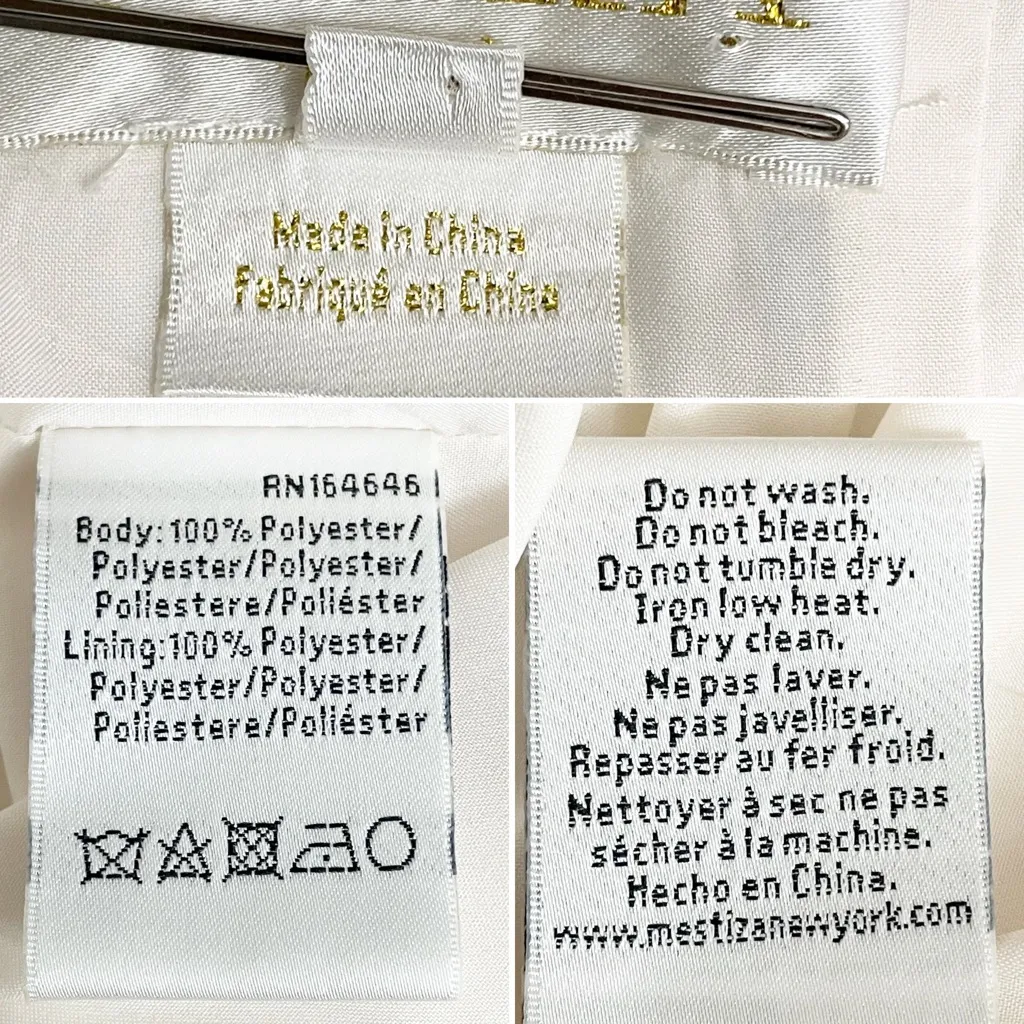 Made in China
Fabriqué en China
RN164646
Body:100% Polyester/
Polyester/Polyester/
Poliestere/Poliéster
Lining:100% Polyester/
Polyester/Polyester/
Poliestere/Poliéster
Do not wash.
Do not bleach.
Do not tumble dry.
Iron low heat.
Dry clean.
Ne pas laver.
Ne pas javelliser.
Repasser au fer froid.
Nettoyer à sec ne pas
sécher à la machine.
Hecho en China.
www.mestizanewyork.com